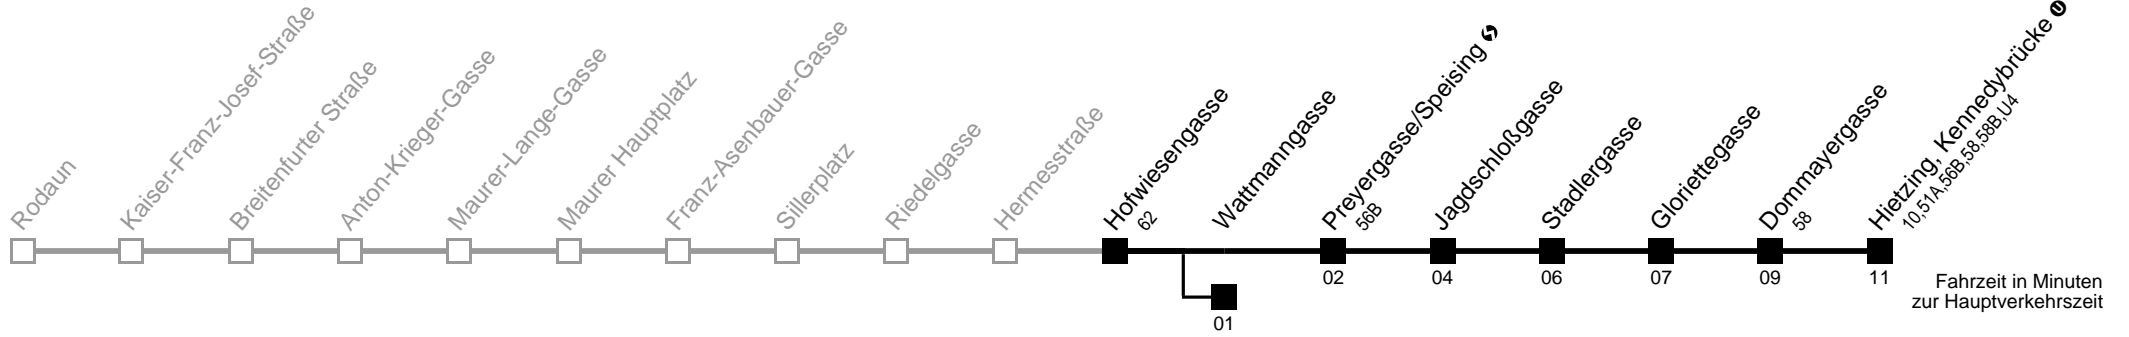 Rodaun
Kaiser-Franz-Josef-Straße
Breitenfurter Straße
Anton-Krieger-Gasse
Maurer-Lange-Gasse
Maurer Hauptplatz
Franz-Asenbauer-Gasse
Sillerplatz
Riedelgasse
Hermesstraße
Hofwiesengasse
62
Wattmanngasse
01
Preyergasse/Speising
56B
02
Jagdschloßgasse
04
Stadlergasse
06
Gloriettegasse
07
Dommayergasse
58
09
Hietzing, Kennedybrücke U
10,51A,56B,58,58B,U4
11
Fahrzeit in Minuten
zur Hauptverkehrszeit